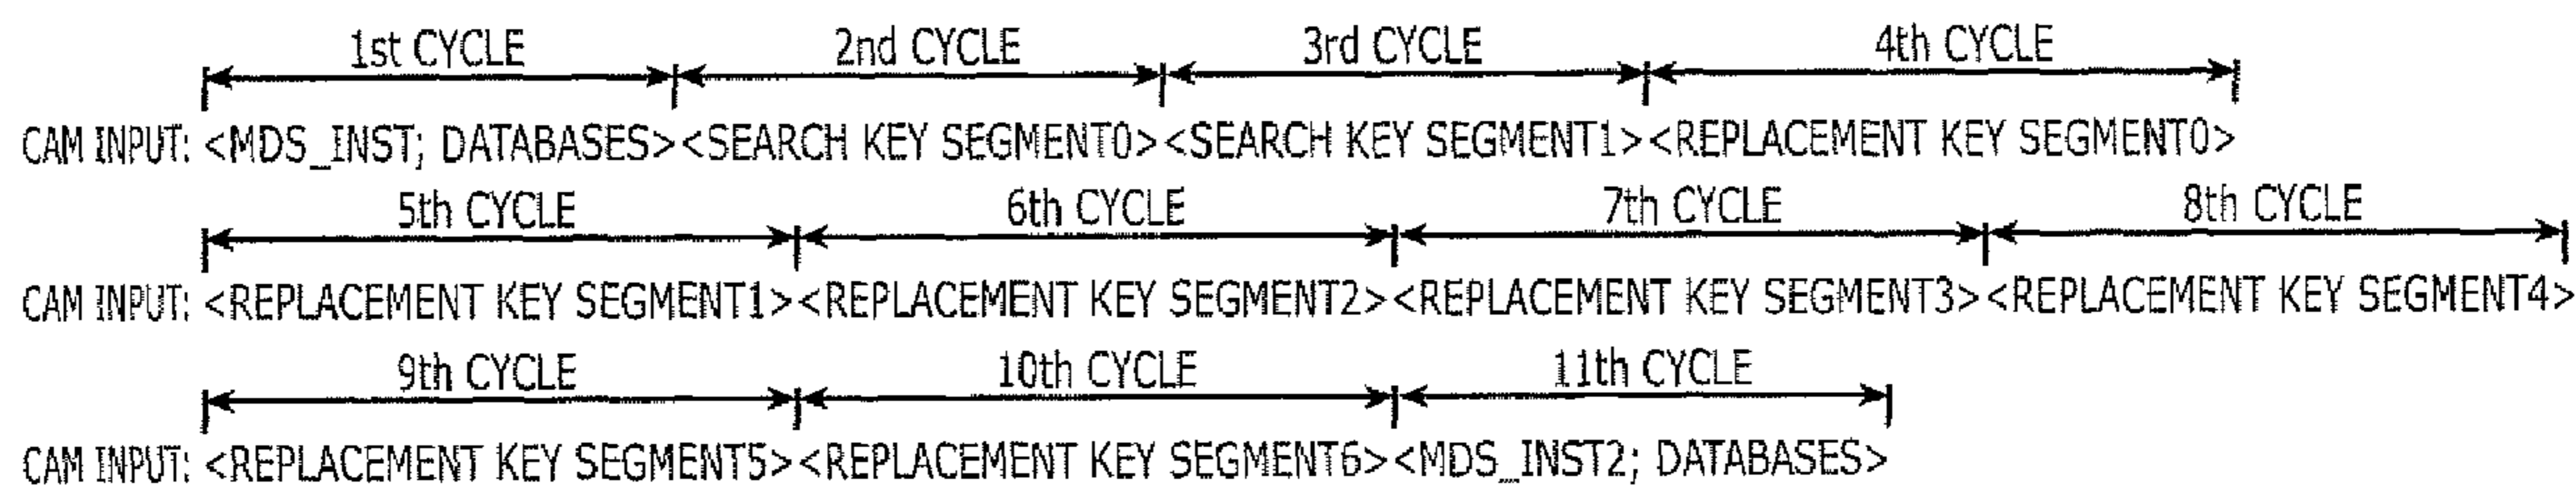 1st CYCLE 2nd CYCLE 3rd CYCLE 4th CYCLE
CAM INPUT: <MDS_INST; DATABASES><SEARCH KEY SEGMENT0><SEARCH KEY SEGMENT1><REPLACEMENT KEY SEGMENT0>
5th CYCLE 6th CYCLE 7th CYCLE 8th CYCLE
CAM INPUT: <REPLACEMENT KEY SEGMENT1><REPLACEMENT KEY SEGMENT2><REPLACEMENT KEY SEGMENT3><REPLACEMENT KEY SEGMENT4>
9th CYCLE 10th CYCLE 11th CYCLE
CAM INPUT: <REPLACEMENT KEY SEGMENT5><REPLACEMENT KEY SEGMENT6><MDS_INST2; DATABASES>